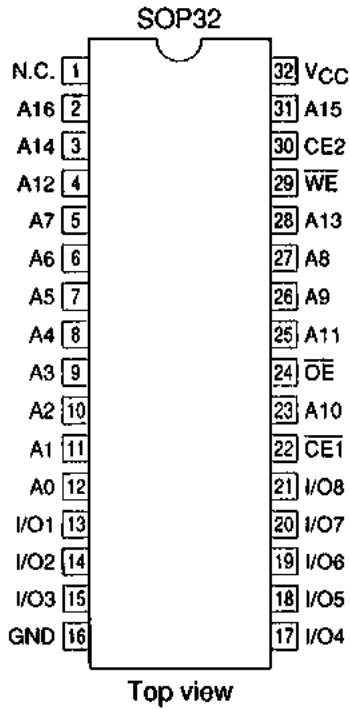 SOP32
N.C. 1 32 VCC
A16 2 31 A15
A14 3 30 CE2
A12 4 29 W̅E̅
A7 5 28 A13
A6 6 27 A8
A5 7 26 A9
A4 8 25 A11
A3 9 24 O̅E̅
A2 10 23 A10
A1 11 22 C̅E̅1̅
A0 12 21 I/O8
I/O1 13 20 I/O7
I/O2 14 19 I/O6
I/O3 15 18 I/O5
GND 16 17 I/O4
Top view